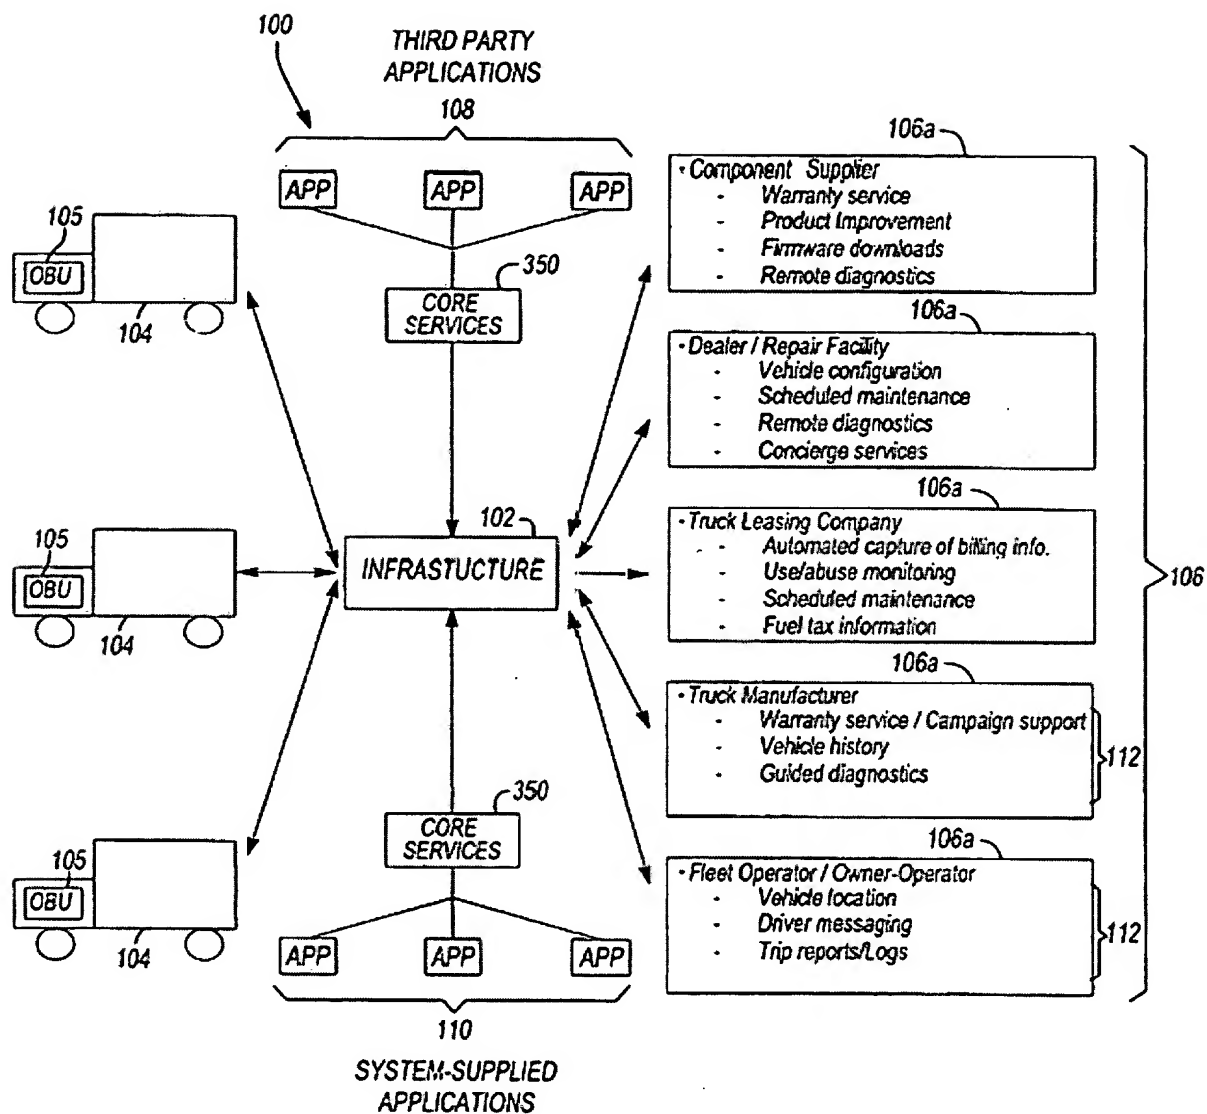 100
THIRD PARTY
APPLICATIONS
108
APP
APP
APP
350
CORE
SERVICES
105
OBU
104
105
OBU
104
105
OBU
104
102
INFRASTUCTURE
350
CORE
SERVICES
APP
APP
APP
110
SYSTEM-SUPPLIED
APPLICATIONS
106a
• Component Supplier
- Warranty service
- Product Improvement
- Firmware downloads
- Remote diagnostics
106a
• Dealer / Repair Facility
- Vehicle configuration
- Scheduled maintenance
- Remote diagnostics
- Concierge services
106a
• Truck Leasing Company
- Automated capture of billing info.
- Use/abuse monitoring
- Scheduled maintenance
- Fuel tax information
106a
• Truck Manufacturer
- Warranty service / Campaign support
- Vehicle history
- Guided diagnostics
112
106a
• Fleet Operator / Owner-Operator
- Vehicle location
- Driver messaging
- Trip reports/Logs
112
106